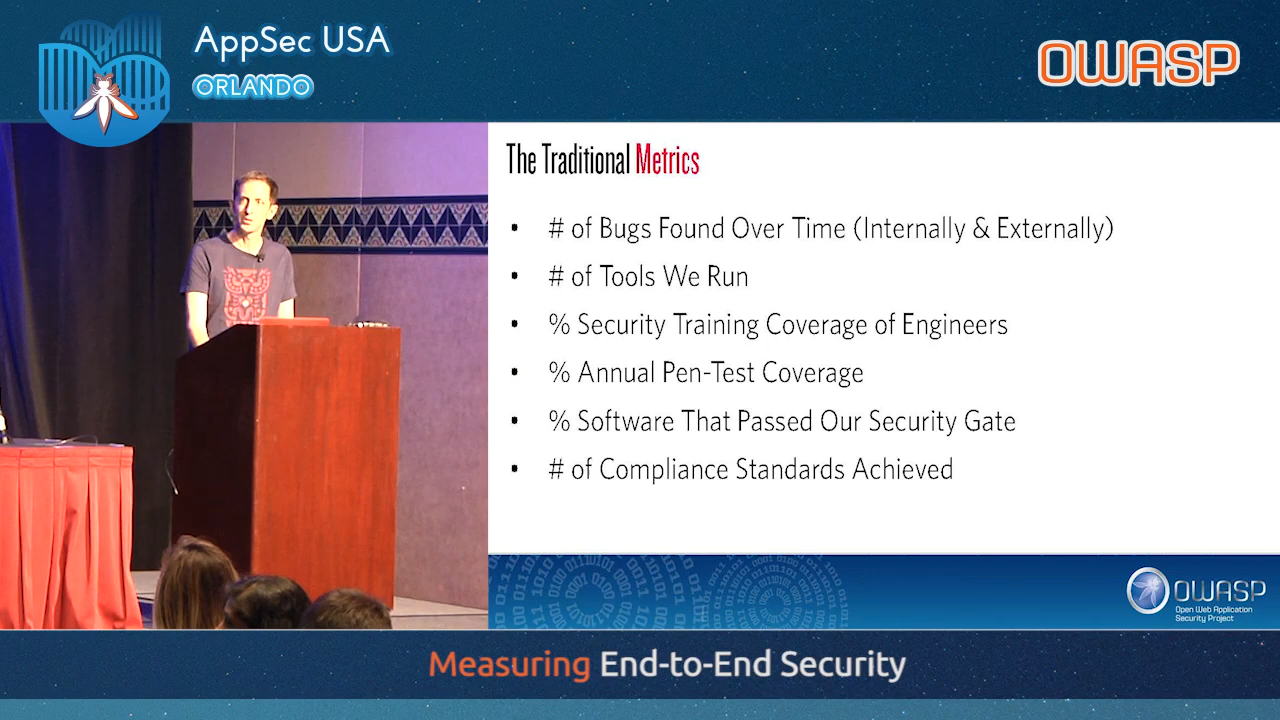 AppSec USA
ORLANDO
OWASP
The Traditional Metrics
• # of Bugs Found Over Time (Internally & Externally)
• # of Tools We Run
• % Security Training Coverage of Engineers
• % Annual Pen-Test Coverage
• % Software That Passed Our Security Gate
• # of Compliance Standards Achieved
OWASP
Open Web Application
Security Project
Measuring End-to-End Security